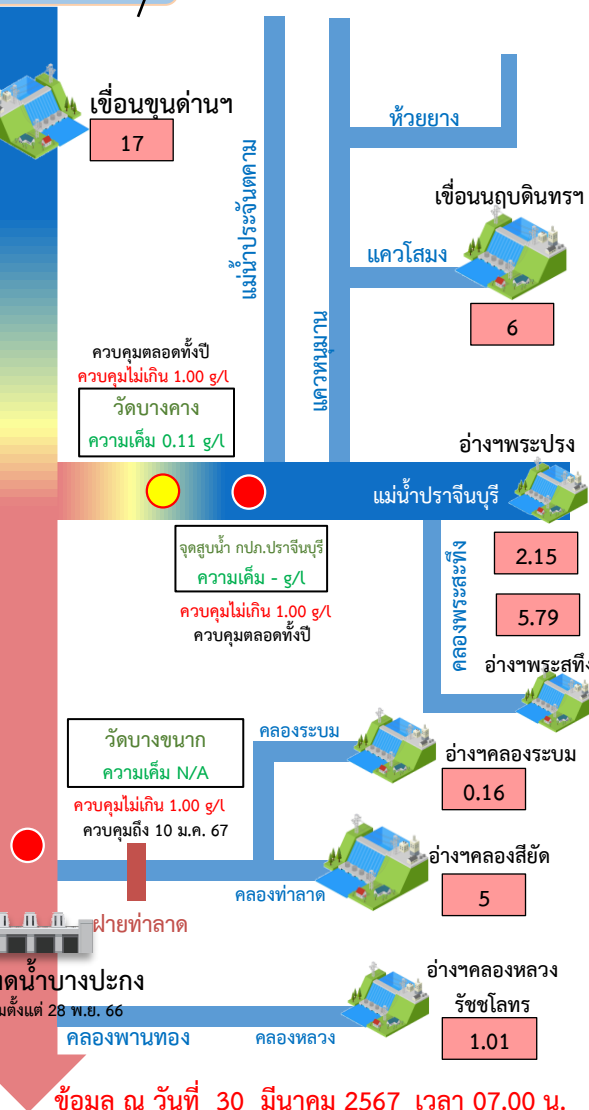 เขื่อนขุนด่านฯ
17
แม่น้ำประจันตคาม
แควหนุมาน
ห้วยยาง
เขื่อนนฤบดินทรฯ
แควโสมง
6
ควบคุมตลอดทั้งปี
ควบคุมไม่เกิน 1.00 g/l
วัดบางคาง
ความเค็ม 0.11 g/l
อ่างฯพระปรง
แม่น้ำปราจีนบุรี
จุดสูบน้ำ กปภ.ปราจีนบุรี
ความเค็ม - g/l
ควบคุมไม่เกิน 1.00 g/l
ควบคุมตลอดทั้งปี
คลองพระสะทึง
2.15
5.79
อ่างฯพระสทึง
วัดบางขนาก
ความเค็ม N/A
ควบคุมไม่เกิน 1.00 g/l
ควบคุมถึง 10 ม.ค. 67
คลองระบม
อ่างฯคลองระบม
0.16
อ่างฯคลองสียัด
5
คลองท่าลาด
ฝายท่าลาด
ทดน้ำบางปะกง
ตั้งแต่ 28 พ.ย. 66
คลองพานทอง
คลองหลวง
อ่างฯคลองหลวง
รัชชโลทร
1.01
ข้อมูล ณ วันที่ 30 มีนาคม 2567 เวลา 07.00 น.